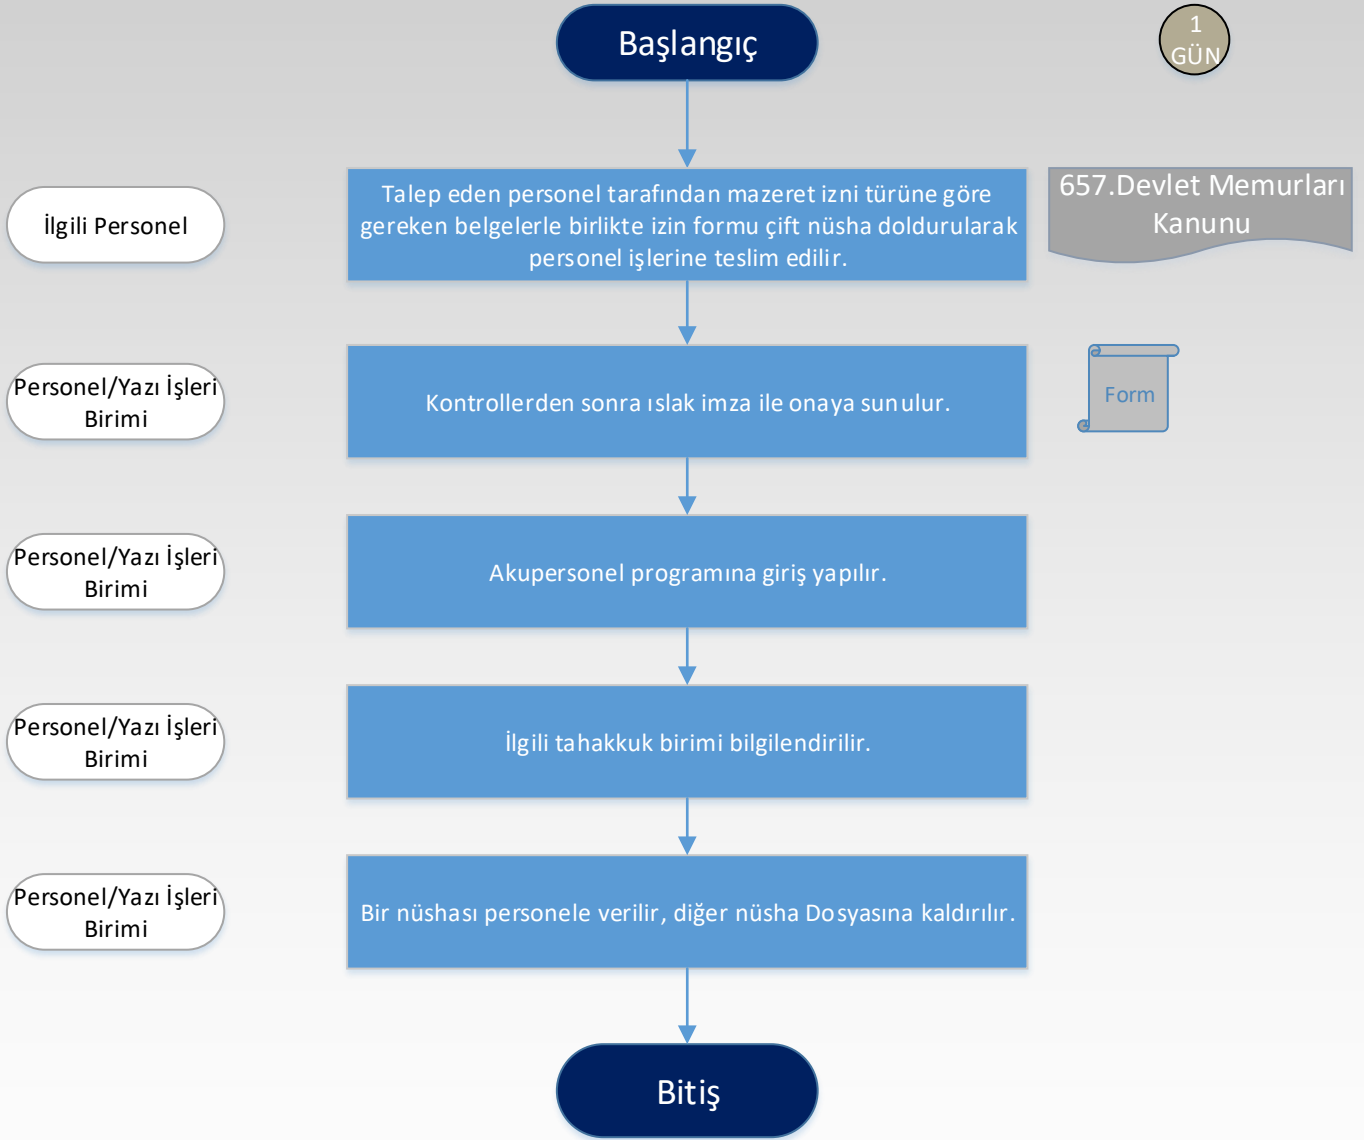 Başlangıç
1
GÜN
İlgili Personel
Talep eden personel tarafından mazeret izni türüne göre
gereken belgelerle birlikte izin formu çift nüsha doldurularak
personel işlerine teslim edilir.
657.Devlet Memurları
Kanunu
Personel/Yazı İşleri
Birimi
Kontrollerden sonra ıslak imza ile onaya sunulur.
Form
Personel/Yazı İşleri
Birimi
Akupersonel programına giriş yapılır.
Personel/Yazı İşleri
Birimi
İlgili tahakkuk birimi bilgilendirilir.
Personel/Yazı İşleri
Birimi
Bir nüshası personele verilir, diğer nüsha Dosyasına kaldırılır.
Bitiş